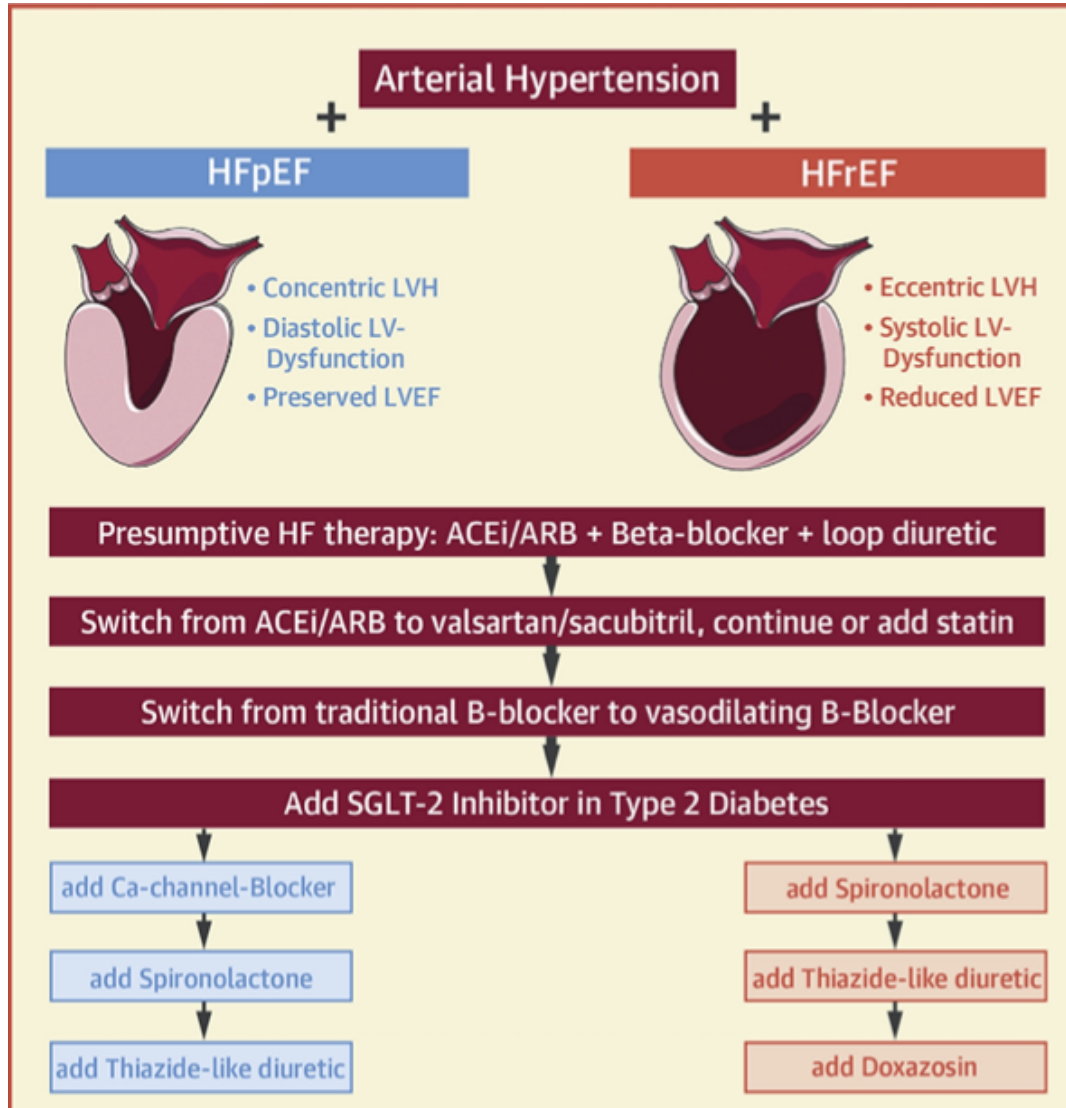 Arterial Hypertension
+ +
HFpEF
HFrEF
• Concentric LVH
• Diastolic LV-
Dysfunction
• Preserved LVEF
• Eccentric LVH
• Systolic LV-
Dysfunction
• Reduced LVEF
Presumptive HF therapy: ACEi/ARB + Beta-blocker + loop diuretic
Switch from ACEi/ARB to valsartan/sacubitril, continue or add statin
Switch from traditional B-blocker to vasodilating B-Blocker
Add SGLT-2 Inhibitor in Type 2 Diabetes
add Ca-channel-Blocker
add Spironolactone
add Thiazide-like diuretic
add Spironolactone
add Thiazide-like diuretic
add Doxazosin